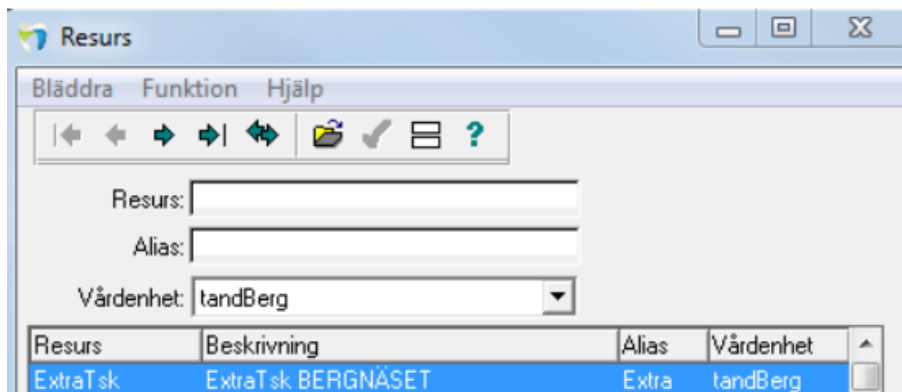 Resurs
Bläddra Funktion Hjälp
?
Resurs:
Alias:
Vårdenhet: tandBerg
Resurs Beskrivning Alias Vårdenhet
ExtraTsk ExtraTsk BERGNÄSET Extra tandBerg